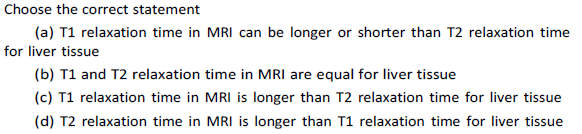 Choose the correct statement
(a) T1 relaxation time in MRI can be longer or shorter than T2 relaxation time
for liver tissue
(b) T1 and T2 relaxation time in MRI are equal for liver tissue
(c) T1 relaxation time in MRI is longer than T2 relaxation time for liver tissue
(d) T2 relaxation time in MRI is longer than T1 relaxation time for liver tissue